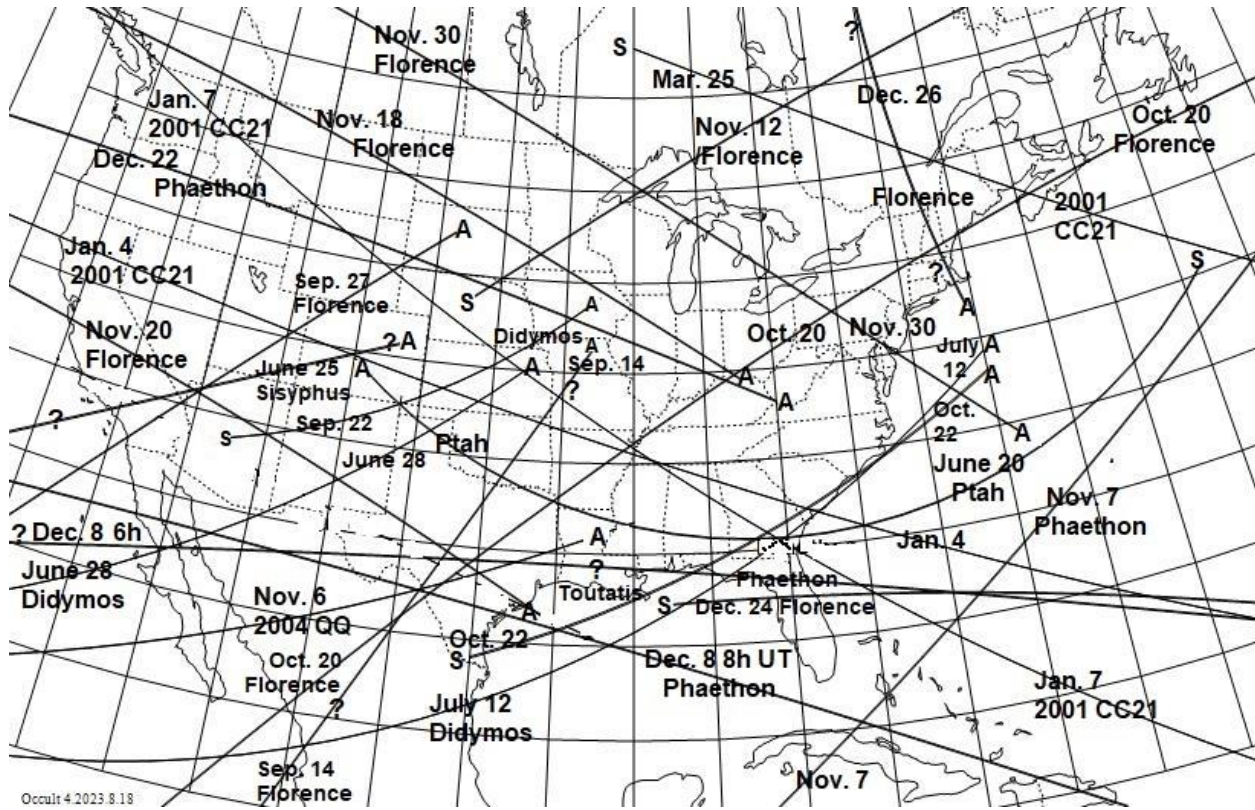 Nov. 30
Florence
?
S
Mar. 25
Dec. 26
Jan. 7
2001 CC21
Nov. 18
Florence
Nov. 12
Florence
Oct. 20
Florence
Dec. 22
Phaethon
Florence
2001
CC21
A
Jan. 4
2001 CC21
Sep. 27
Florence
S
A
?
S
A
Nov. 20
Florence
Didymos
A
Sep. 14
Oct. 20
Nov. 30
July
12
A
? A
June 25
Sisyphus
A
A
?
A
A
A
?
S
Sep. 22
June 28
Ptah
Oct.
22
A
June 20
Ptah
Nov. 7
Phaethon
? Dec. 8 6h
A
?
Toutatis
Jan. 4
June 28
Didymos
Nov. 6
2004 QQ
A
Phaethon
S
Dec. 24 Florence
Oct. 22
S
Oct. 20
Florence
?
Dec. 8 8h UT
Phaethon
July 12
Didymos
Jan. 7
2001 CC21
Sep. 14
Florence
Nov. 7
Occult 4.2023.8.18